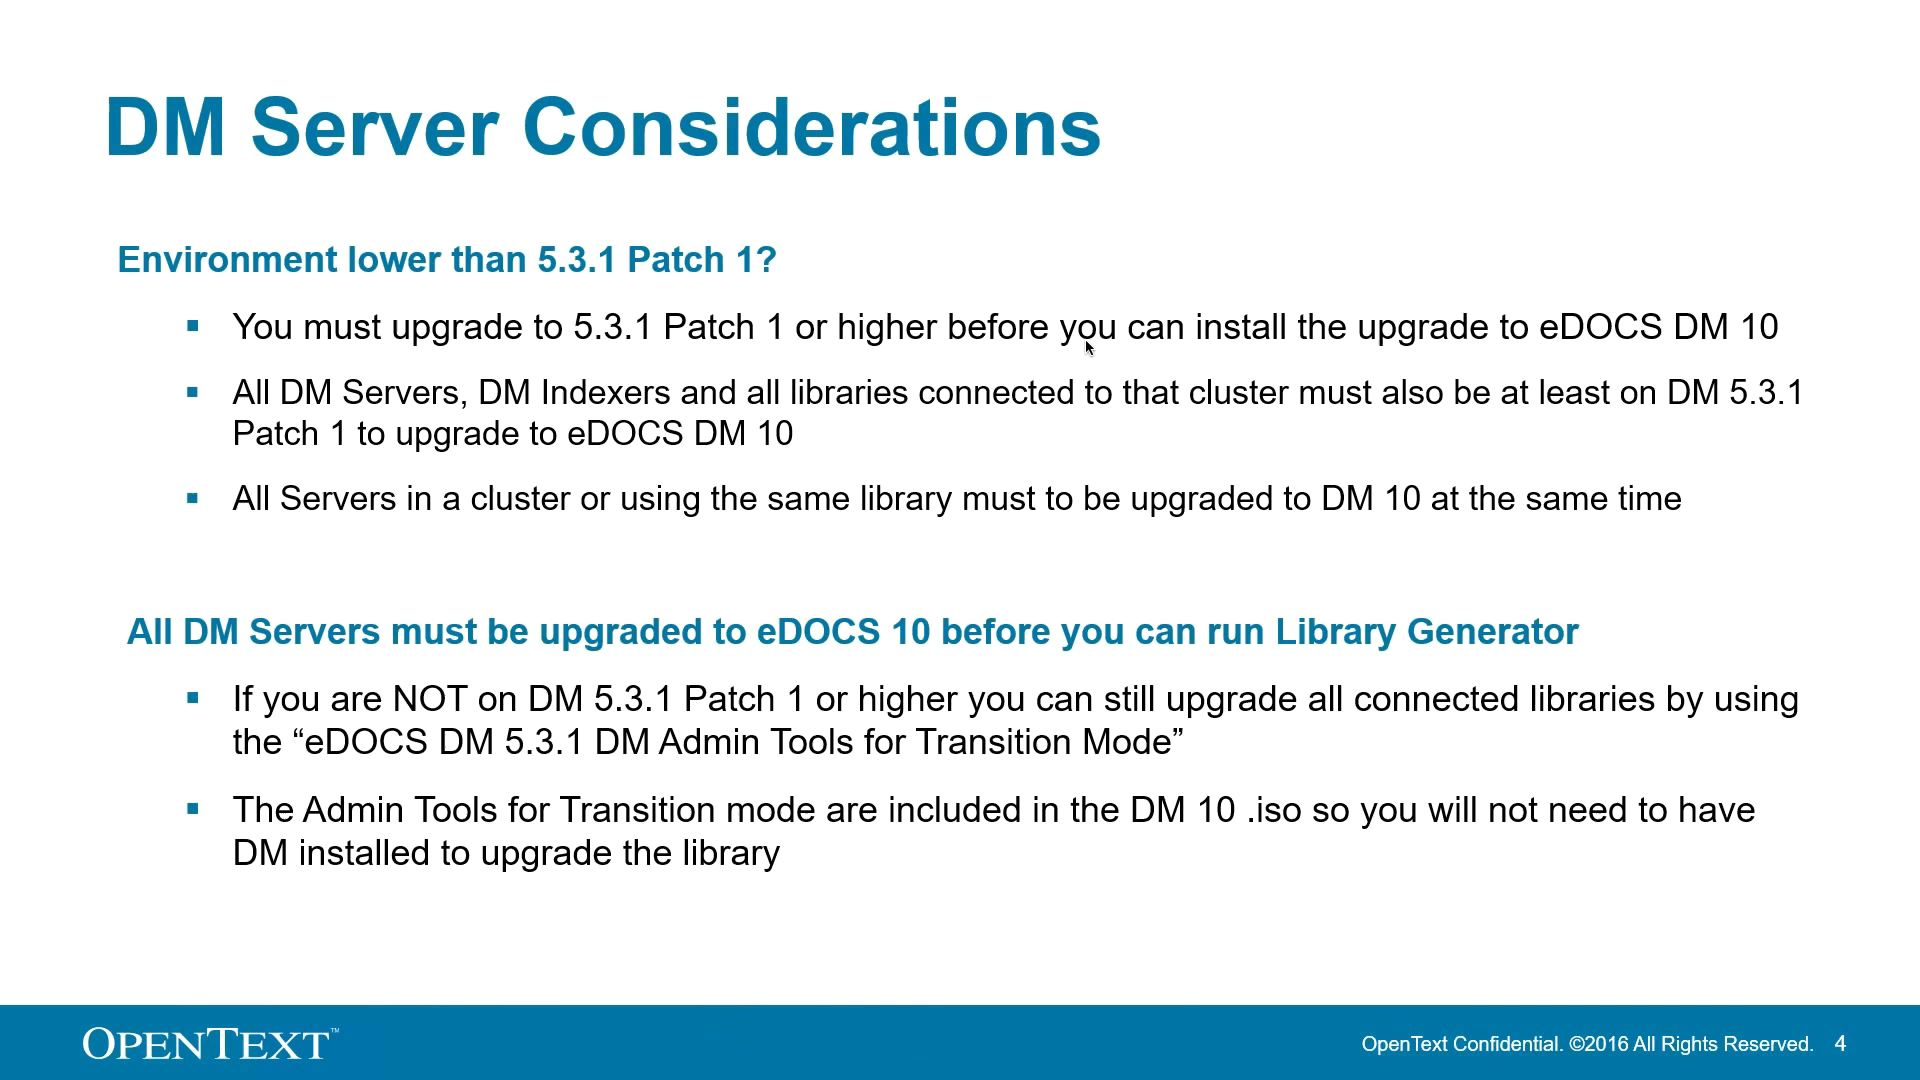 DM Server Considerations
Environment lower than 5.3.1 Patch 1?
▪ You must upgrade to 5.3.1 Patch 1 or higher before you can install the upgrade to eDOCS DM 10
▪ All DM Servers, DM Indexers and all libraries connected to that cluster must also be at least on DM 5.3.1
Patch 1 to upgrade to eDOCS DM 10
▪ All Servers in a cluster or using the same library must to be upgraded to DM 10 at the same time
All DM Servers must be upgraded to eDOCS 10 before you can run Library Generator
▪ If you are NOT on DM 5.3.1 Patch 1 or higher you can still upgrade all connected libraries by using
the “eDOCS DM 5.3.1 DM Admin Tools for Transition Mode”
▪ The Admin Tools for Transition mode are included in the DM 10 .iso so you will not need to have
DM installed to upgrade the library
OPENTEXT™
OpenText Confidential. ©2016 All Rights Reserved. 4